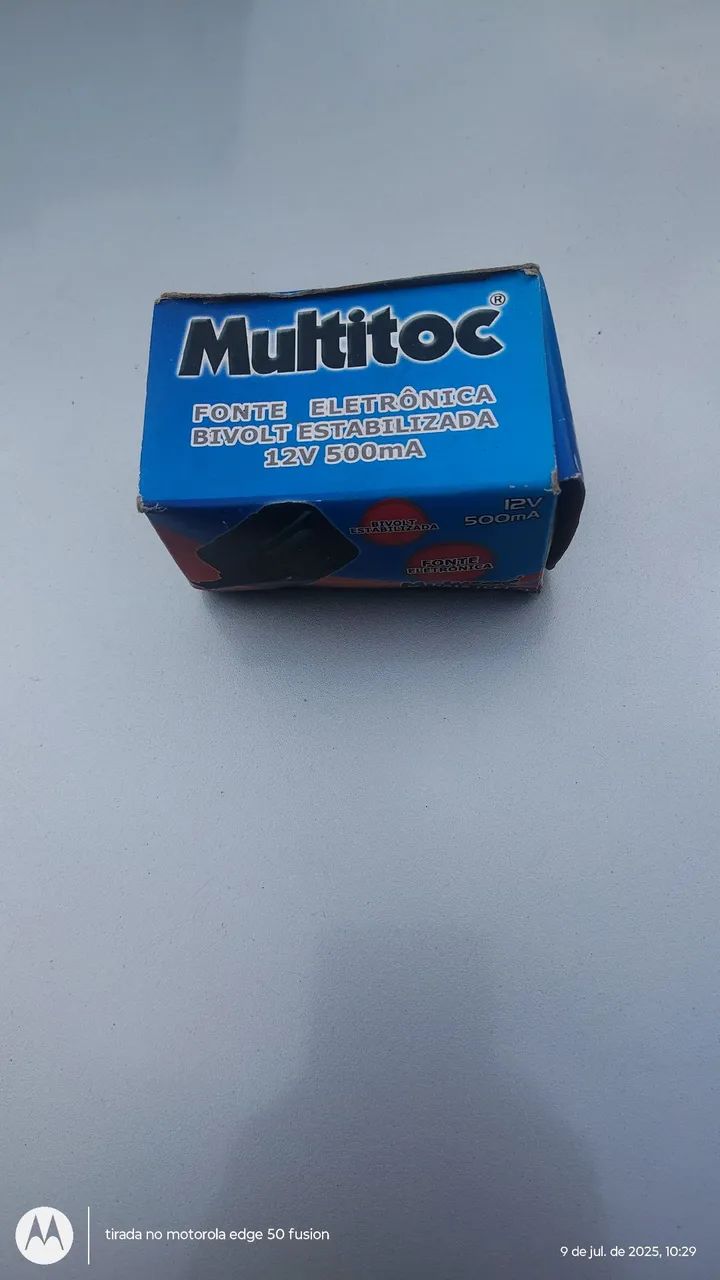 Multitoc®
FONTE ELETRÔNICA
BIVOLT ESTABILIZADA
12V 500mA
12V
500mA
BIVOLT
ESTABILIZADA
FONTE
ELETRÔNICA
tirada no motorola edge 50 fusion
9 de jul. de 2025, 10:29